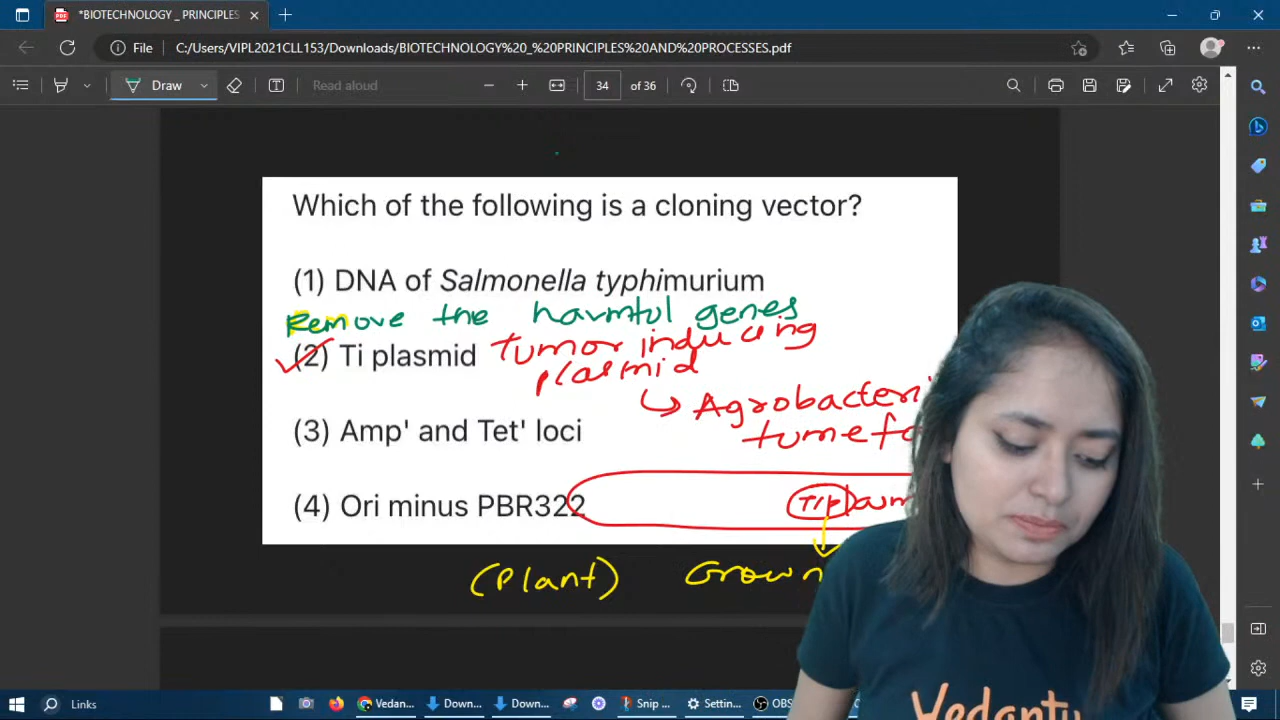 *BIOTECHNOLOGY _ PRINCIPLES
File C:/Users/VIPL2021CLL153/Downloads/BIOTECHNOLOGY%20_%20PRINCIPLES%20AND%20PROCESSES.pdf
Draw Read aloud 34 of 36
Which of the following is a cloning vector?
(1) DNA of Salmonella typhimurium
Remove the harmful genes
(2) Ti plasmid tumor inducing
plasmid
Agrobacteri
(3) Amp' and Tet' loci tumefa
(4) Ori minus PBR322
(Plant) Grown
Links Vedan... Down... Down... Snip ... Settin... OBS
Vedantu